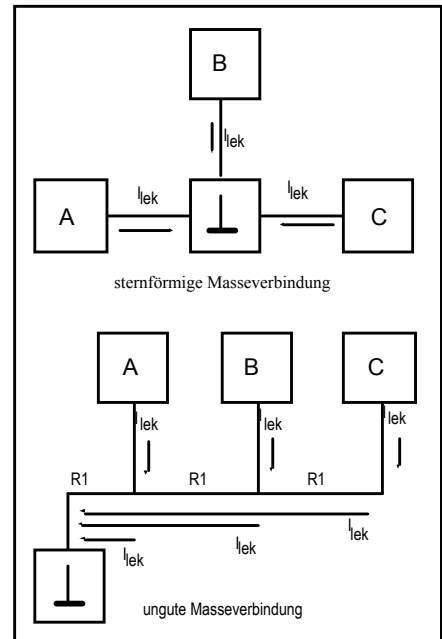 B
Ilek
Ilek
Ilek
A
C
sternförmige Masseverbindung
A
B
C
Ilek
Ilek
Ilek
R1
R1
R1
Ilek
Ilek
Ilek
ungute Masseverbindung